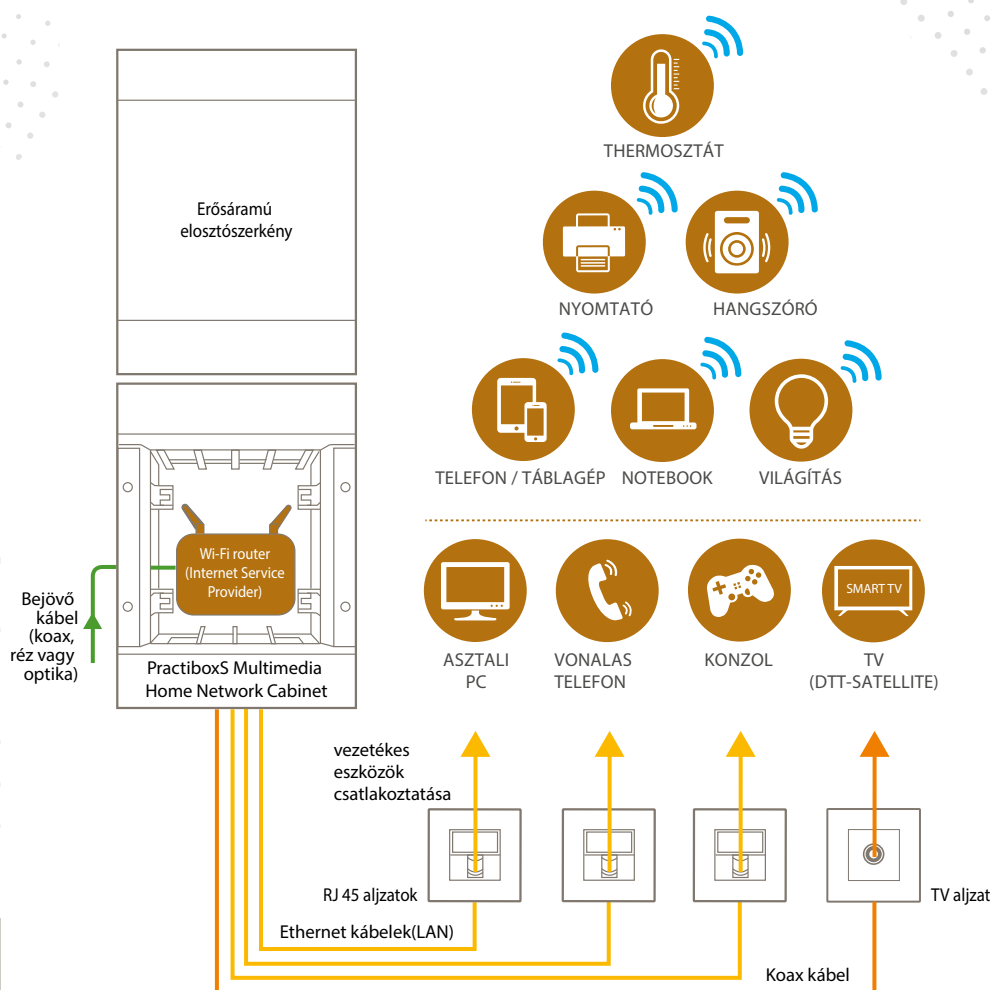 THERMOSZTÁT
Erősáramú
elosztószerkény
NYOMTATÓ
HANGSZÓRÓ
TELEFON / TÁBLAGÉP
NOTEBOOK
VILÁGÍTÁS
Wi-Fi router
(Internet Service
Provider)
SMART TV
Bejövő
kábel
(koax,
réz vagy
optika)
PractiboxS Multimedia
Home Network Cabinet
ASZTALI
PC
VONALAS
TELEFON
KONZOL
TV
(DTT-SATELLITE)
vezetékes
eszközök
csatlakoztatása
RJ 45 aljzatok
TV aljzat
Ethernet kábelek(LAN)
Koax kábel